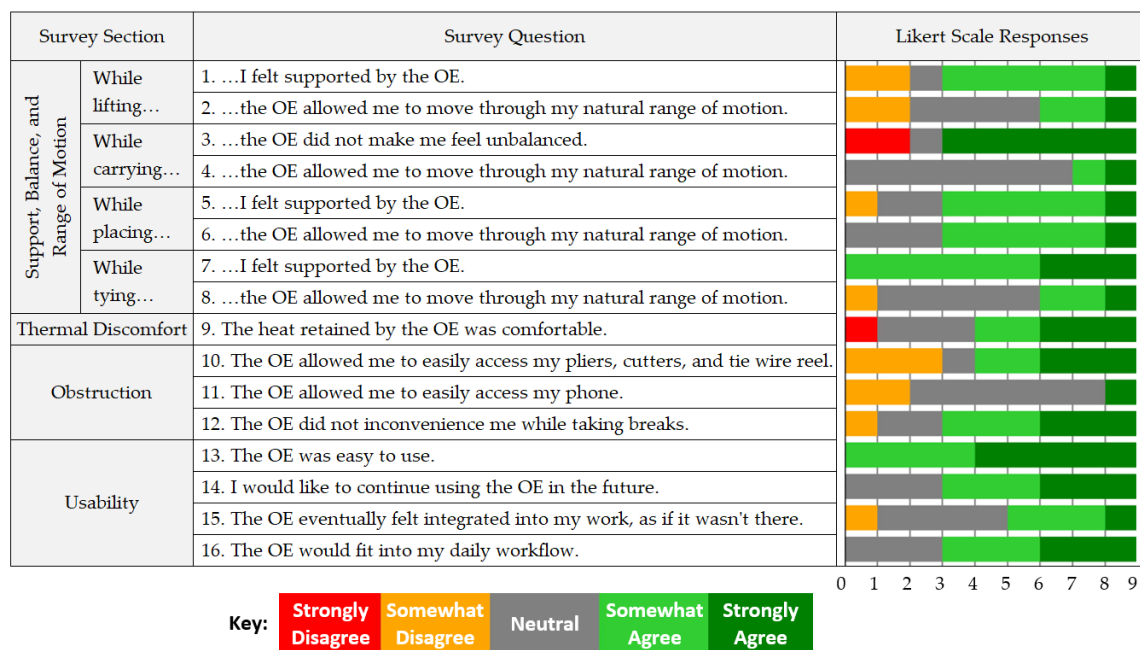 Survey Section Survey Question Likert Scale Responses
Support, Balance, and
Range of Motion
While
lifting…
1. …I felt supported by the OE.
2. …the OE allowed me to move through my natural range of motion.
While
carrying…
3. …the OE did not make me feel unbalanced.
4. …the OE allowed me to move through my natural range of motion.
While
placing…
5. …I felt supported by the OE.
6. …the OE allowed me to move through my natural range of motion.
While
tying…
7. …I felt supported by the OE.
8. …the OE allowed me to move through my natural range of motion.
Thermal Discomfort 9. The heat retained by the OE was comfortable.
Obstruction
10. The OE allowed me to easily access my pliers, cutters, and tie wire reel.
11. The OE allowed me to easily access my phone.
12. The OE did not inconvenience me while taking breaks.
Usability
13. The OE was easy to use.
14. I would like to continue using the OE in the future.
15. The OE eventually felt integrated into my work, as if it wasn't there.
16. The OE would fit into my daily workflow.
0 1 2 3 4 5 6 7 8 9
Key:
Strongly
Disagree
Somewhat
Disagree
Neutral
Somewhat
Agree
Strongly
Agree